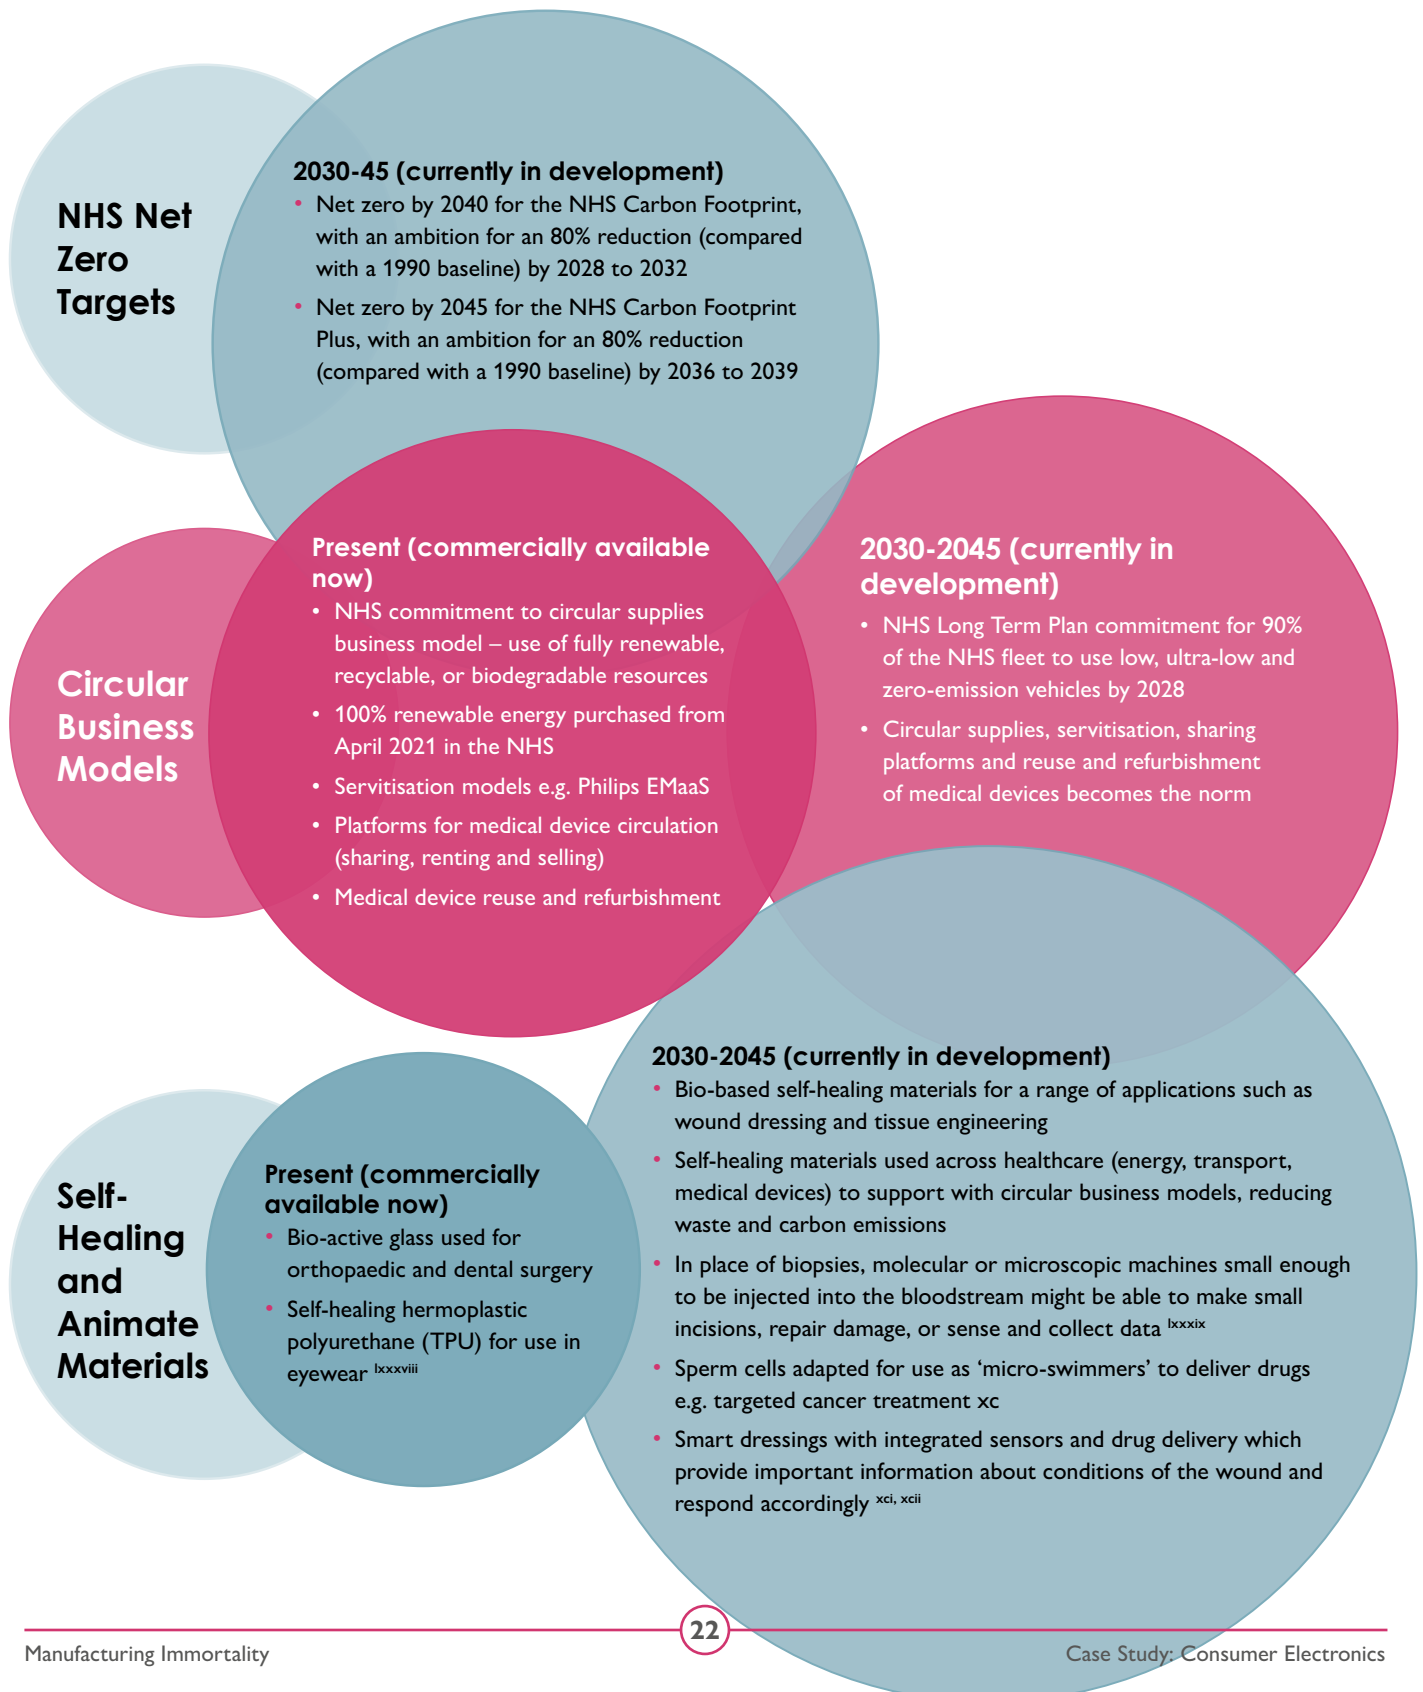 NHS Net
Zero
Targets
2030-45 (currently in development)
• Net zero by 2040 for the NHS Carbon Footprint,
with an ambition for an 80% reduction (compared
with a 1990 baseline) by 2028 to 2032
• Net zero by 2045 for the NHS Carbon Footprint
Plus, with an ambition for an 80% reduction
(compared with a 1990 baseline) by 2036 to 2039
Circular
Business
Models
Present (commercially available
now)
• NHS commitment to circular supplies
business model – use of fully renewable,
recyclable, or biodegradable resources
• 100% renewable energy purchased from
April 2021 in the NHS
• Servitisation models e.g. Philips EMaaS
• Platforms for medical device circulation
(sharing, renting and selling)
• Medical device reuse and refurbishment
2030-2045 (currently in
development)
• NHS Long Term Plan commitment for 90%
of the NHS fleet to use low, ultra-low and
zero-emission vehicles by 2028
• Circular supplies, servitisation, sharing
platforms and reuse and refurbishment
of medical devices becomes the norm
Self-
Healing
and
Animate
Materials
Present (commercially
available now)
• Bio-active glass used for
orthopaedic and dental surgery
• Self-healing hermoplastic
polyurethane (TPU) for use in
eyewear lxxxviii
2030-2045 (currently in development)
• Bio-based self-healing materials for a range of applications such as
wound dressing and tissue engineering
• Self-healing materials used across healthcare (energy, transport,
medical devices) to support with circular business models, reducing
waste and carbon emissions
• In place of biopsies, molecular or microscopic machines small enough
to be injected into the bloodstream might be able to make small
incisions, repair damage, or sense and collect data lxxxix
• Sperm cells adapted for use as ‘micro-swimmers’ to deliver drugs
e.g. targeted cancer treatment xc
• Smart dressings with integrated sensors and drug delivery which
provide important information about conditions of the wound and
respond accordingly xci, xcii
Manufacturing Immortality
22
Case Study: Consumer Electronics